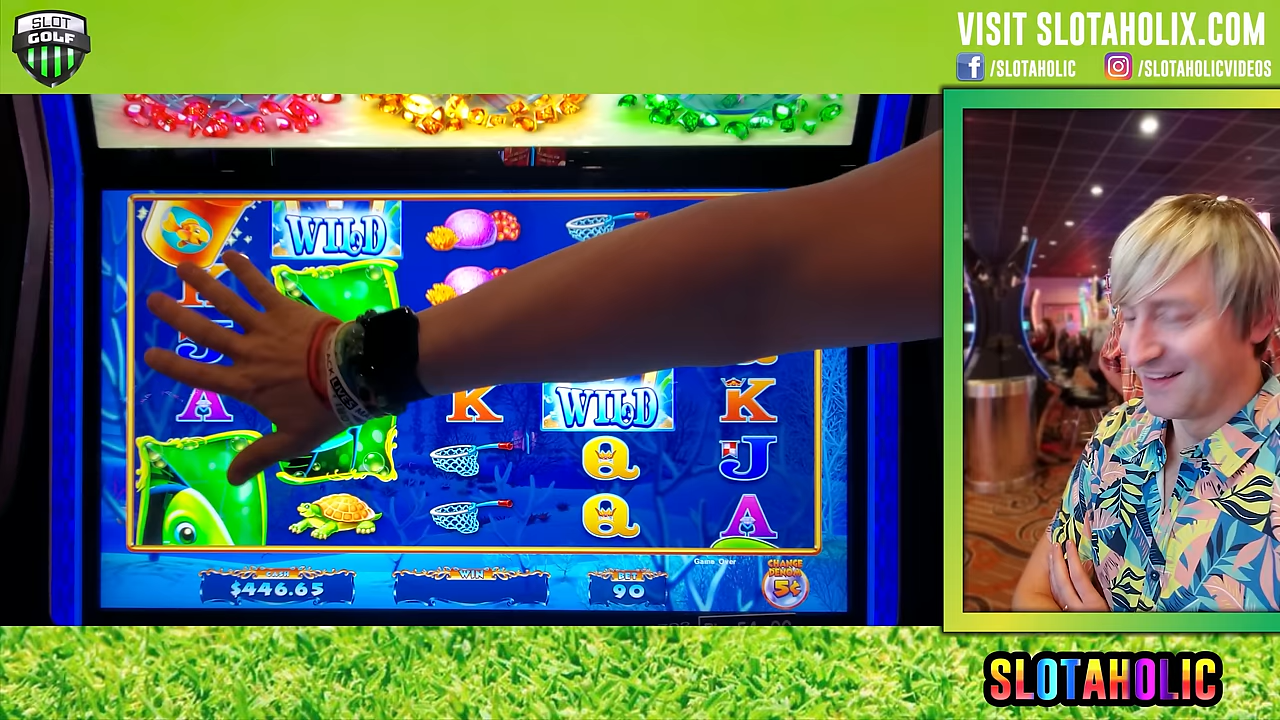 SLOT
GOLF
VISIT SLOTAHOLIX.COM
/SLOTAHOLIC
/SLOTAHOLICVIDEOS
WILD
K
J
A
K
WILD
K
J
Q
Q
A
Game Over
CHANGE
DENOM
5¢
CASH
$446.65
WIN
BET
90
LIVES
SLOTAHOLIC